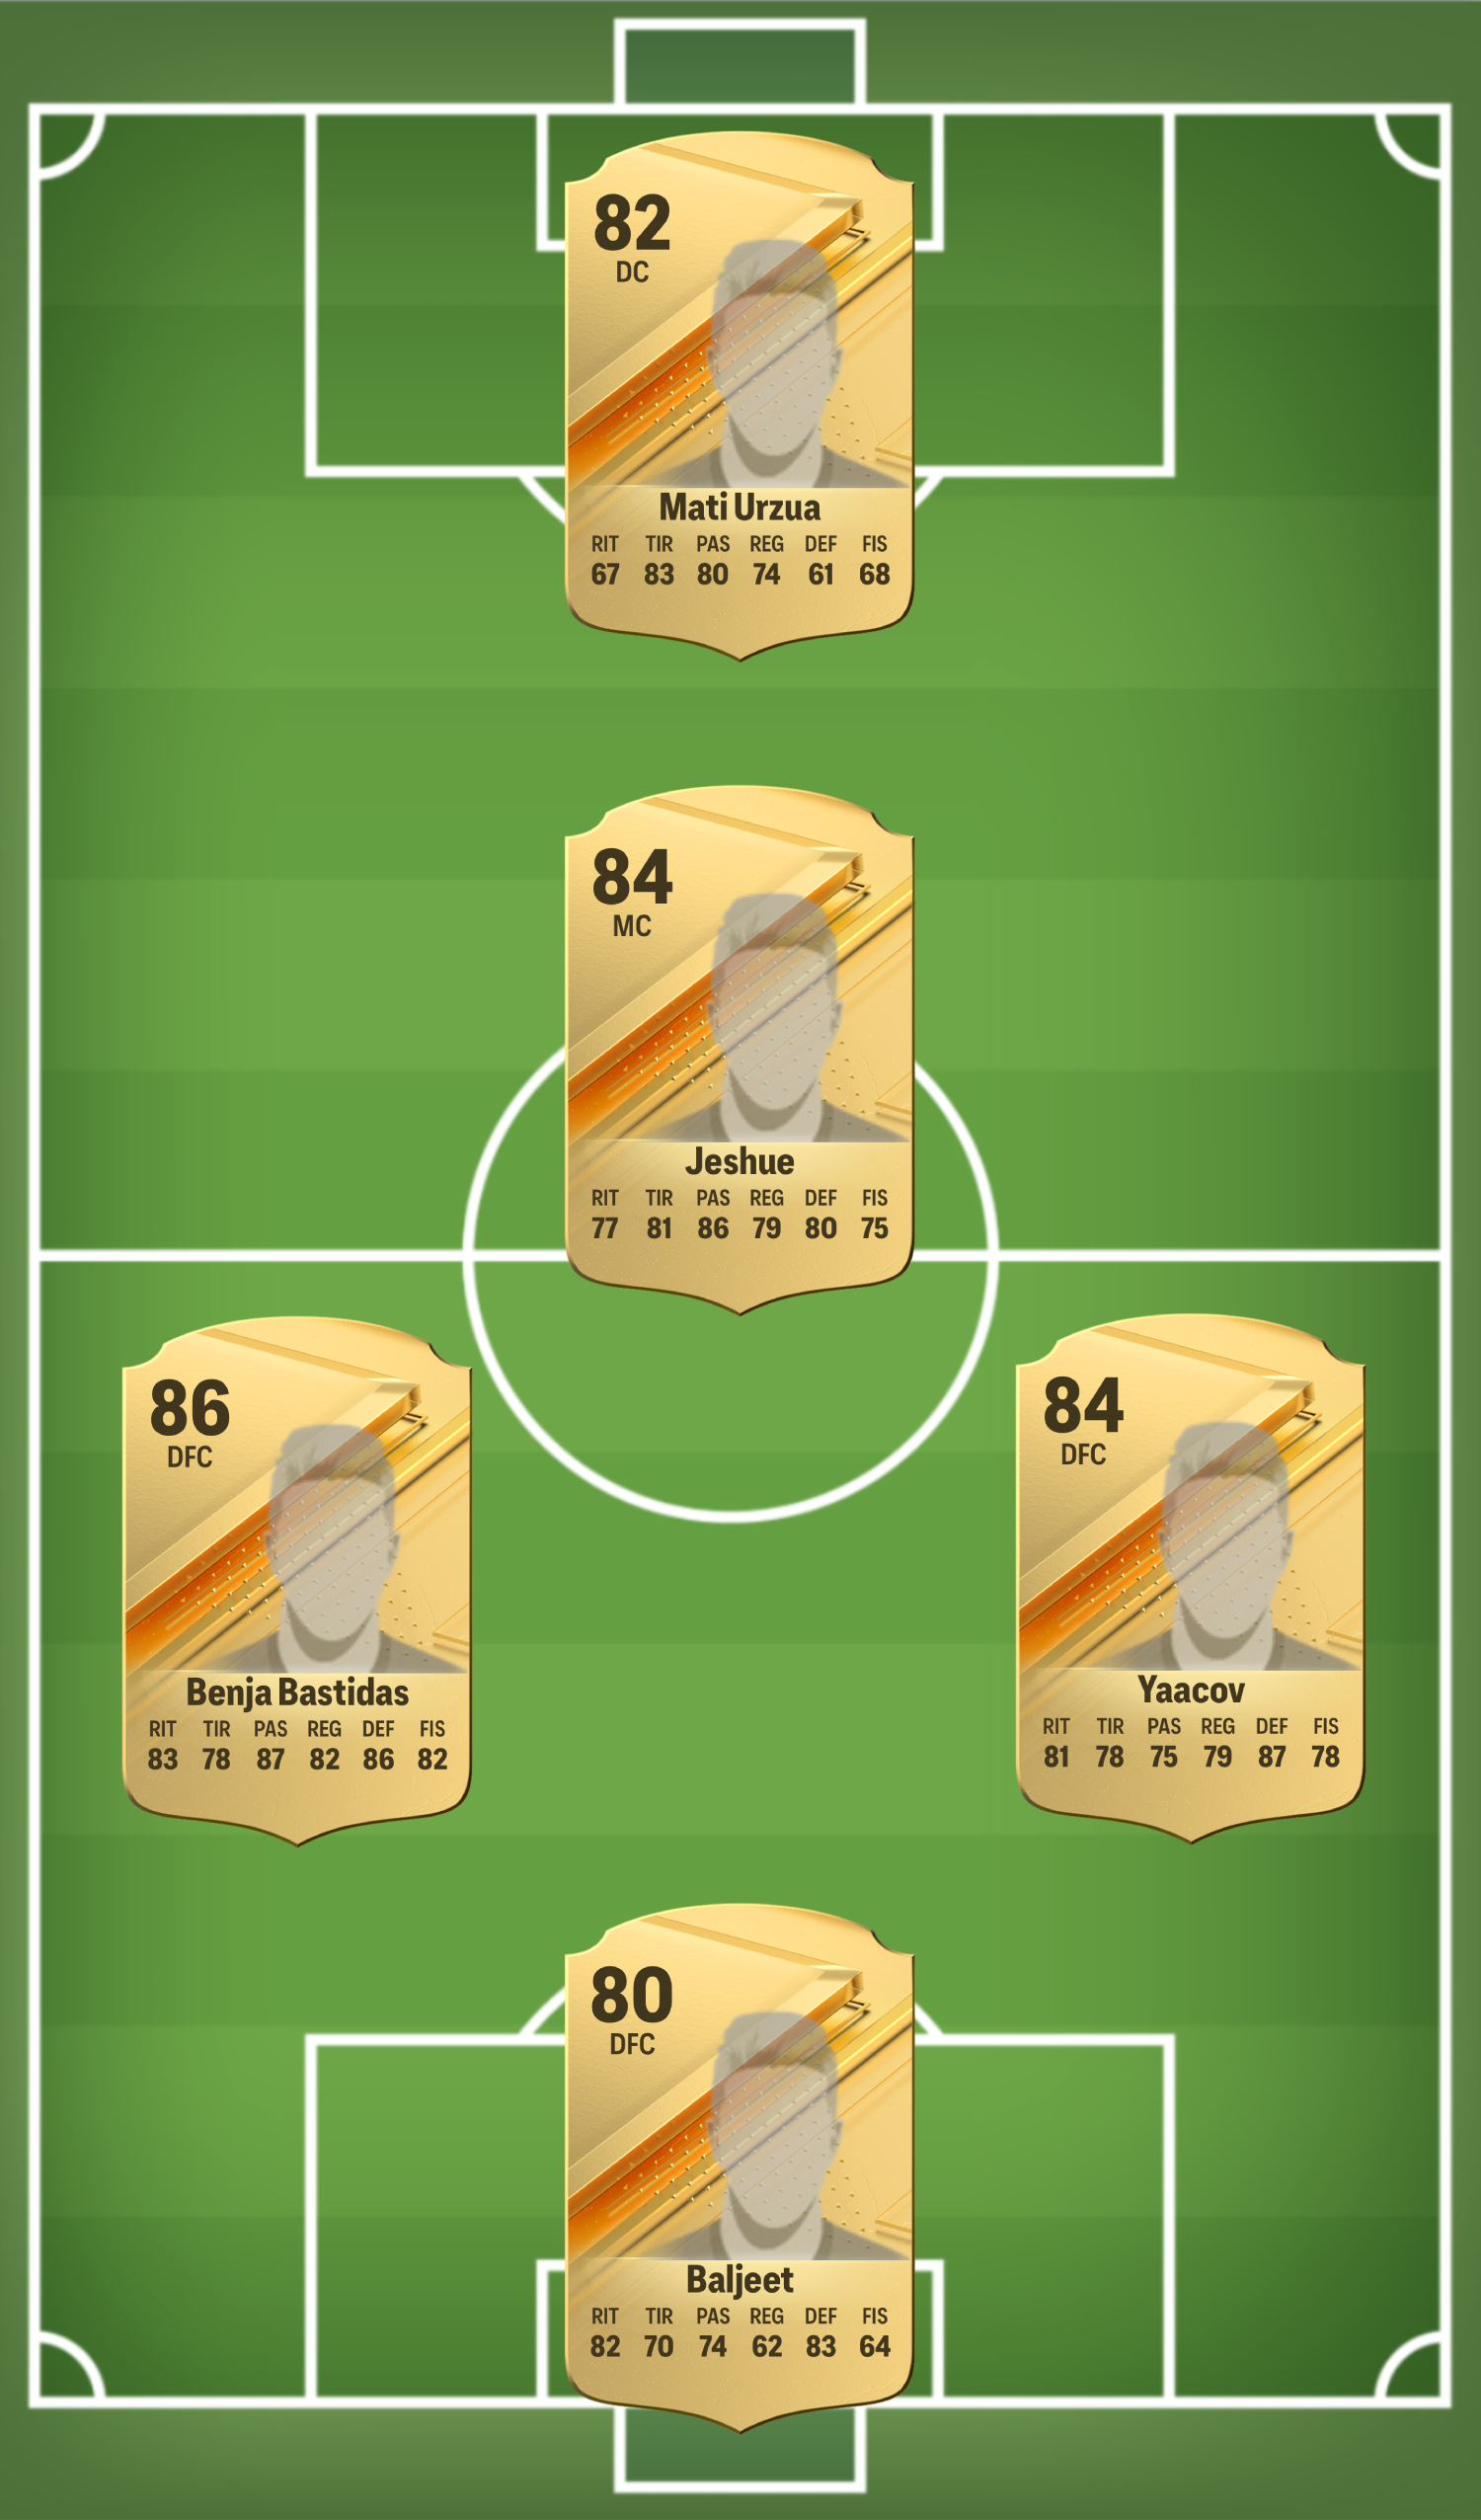 82
DC
Mati Urzua
RIT TIR PAS REG DEF FIS
67 83 80 74 61 68
84
MC
Jeshue
RIT TIR PAS REG DEF FIS
77 81 86 79 80 75
86
DFC
Benja Bastidas
RIT TIR PAS REG DEF FIS
83 78 87 82 86 82
84
DFC
Yaacov
RIT TIR PAS REG DEF FIS
81 78 75 79 87 78
80
DFC
Baljeet
RIT TIR PAS REG DEF FIS
82 70 74 62 83 64